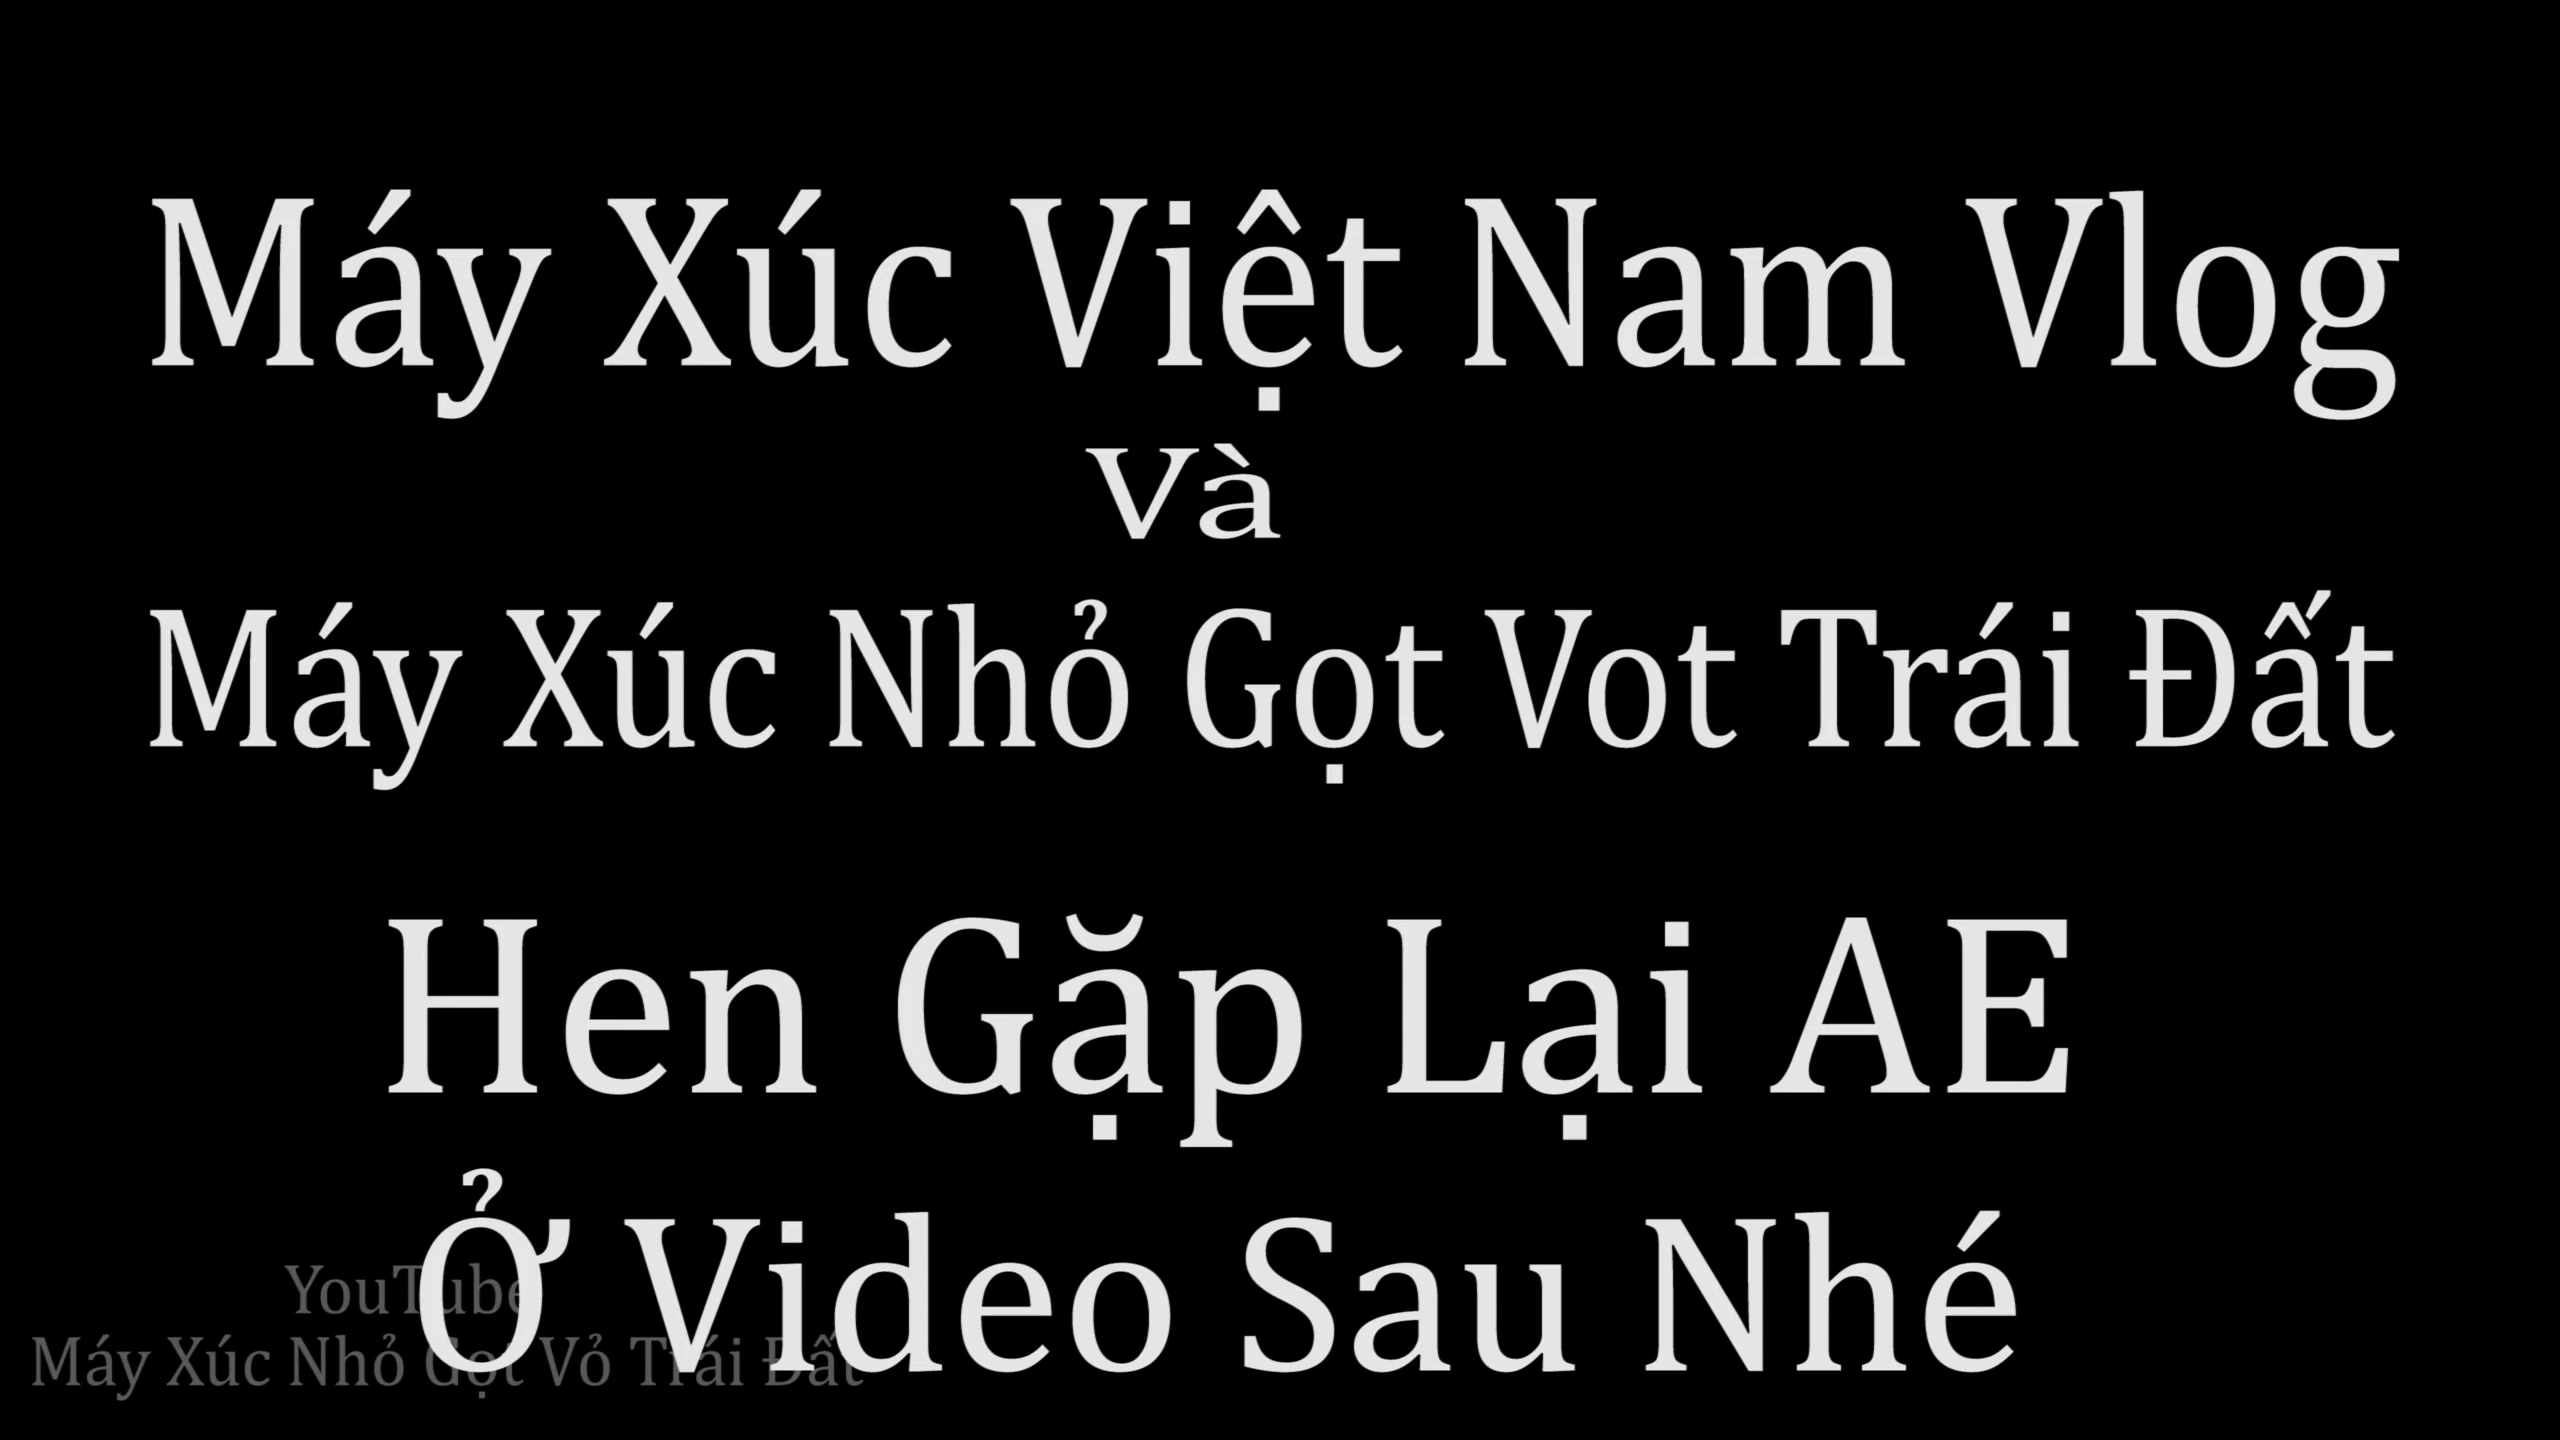 Máy Xúc Việt Nam Vlog
và
Máy Xúc Nhỏ Gọt Vot Trái Đất
Hen Gặp Lại AE
Ở Video Sau Nhé
YouTube
Máy Xúc Nhỏ Gọt Vỏ Trái Đất